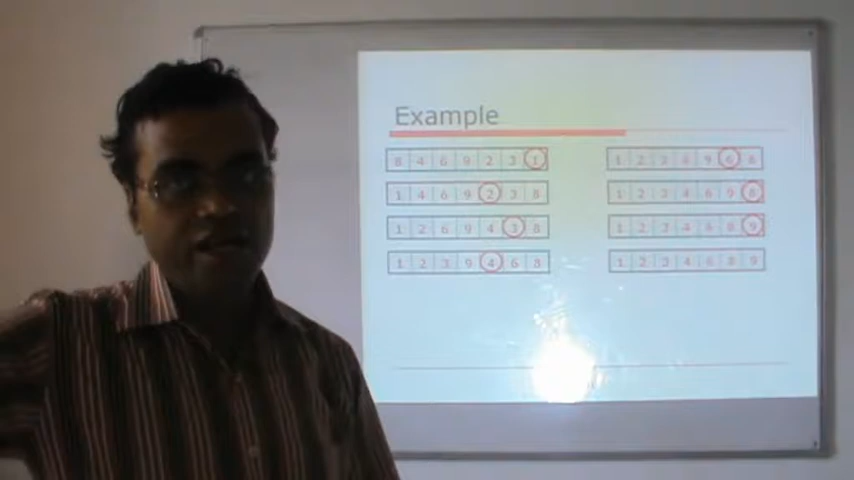 Example
8 4 6 9 2 3 1
1 4 6 9 2 3 8
1 2 6 9 4 3 8
1 2 3 9 4 6 8
1 2 3 4 9 6 8
1 2 3 4 6 9 8
1 2 3 4 6 8 9
1 2 3 4 6 8 9